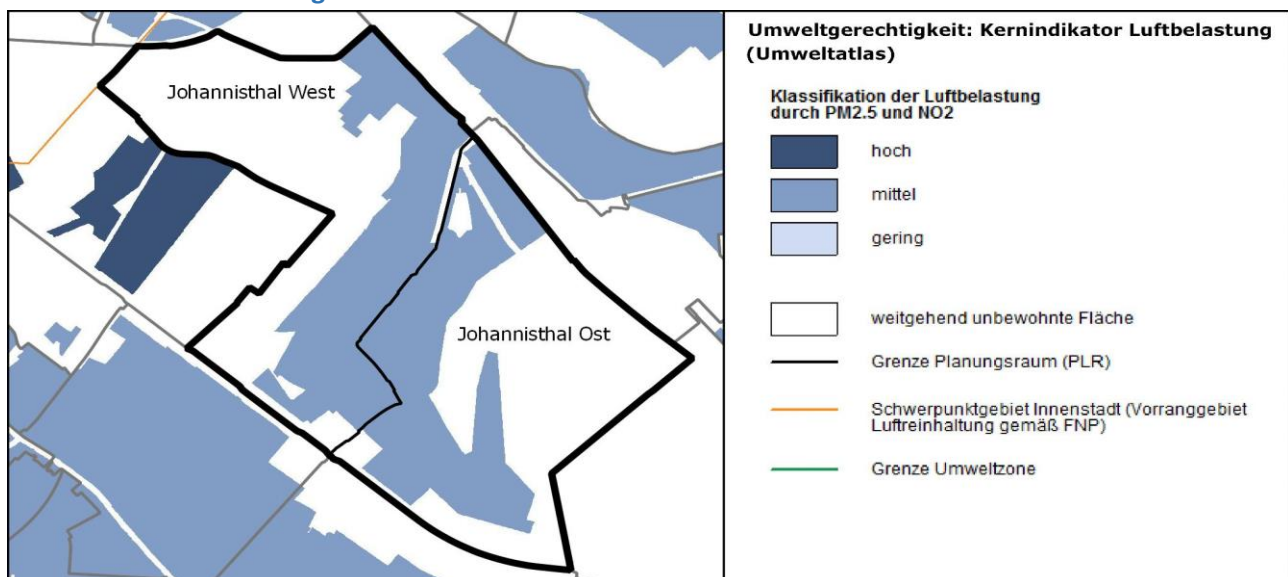 Johannisthal West
Johannisthal Ost
Umweltgerechtigkeit: Kernindikator Luftbelastung
(Umweltatlas)
Klassifikation der Luftbelastung
durch PM2.5 und NO2
hoch
mittel
gering
weitgehend unbewohnte Fläche
Grenze Planungsraum (PLR)
Schwerpunktgebiet Innenstadt (Vorranggebiet
Luftreinhaltung gemäß FNP)
Grenze Umweltzone